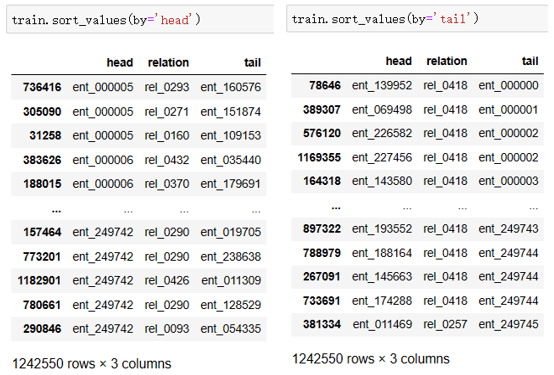 train.sort_values(by='head')
head relation tail
736416 ent_000005 rel_0293 ent_160576
305090 ent_000005 rel_0271 ent_151874
31258 ent_000005 rel_0160 ent_109153
383626 ent_000006 rel_0432 ent_035440
188015 ent_000006 rel_0370 ent_179691
... ... ... ...
157464 ent_249742 rel_0290 ent_019705
773201 ent_249742 rel_0290 ent_238638
1182901 ent_249742 rel_0426 ent_011309
780661 ent_249742 rel_0290 ent_128529
290846 ent_249742 rel_0093 ent_054335
1242550 rows × 3 columns
train.sort_values(by='tail')
head relation tail
78646 ent_139952 rel_0418 ent_000000
389307 ent_069498 rel_0418 ent_000001
576120 ent_226582 rel_0418 ent_000002
1169355 ent_227456 rel_0418 ent_000002
164318 ent_143580 rel_0418 ent_000003
... ... ... ...
897322 ent_193552 rel_0418 ent_249743
788979 ent_188164 rel_0418 ent_249744
267091 ent_145663 rel_0418 ent_249744
733691 ent_174288 rel_0418 ent_249744
381334 ent_011469 rel_0257 ent_249745
1242550 rows × 3 columns